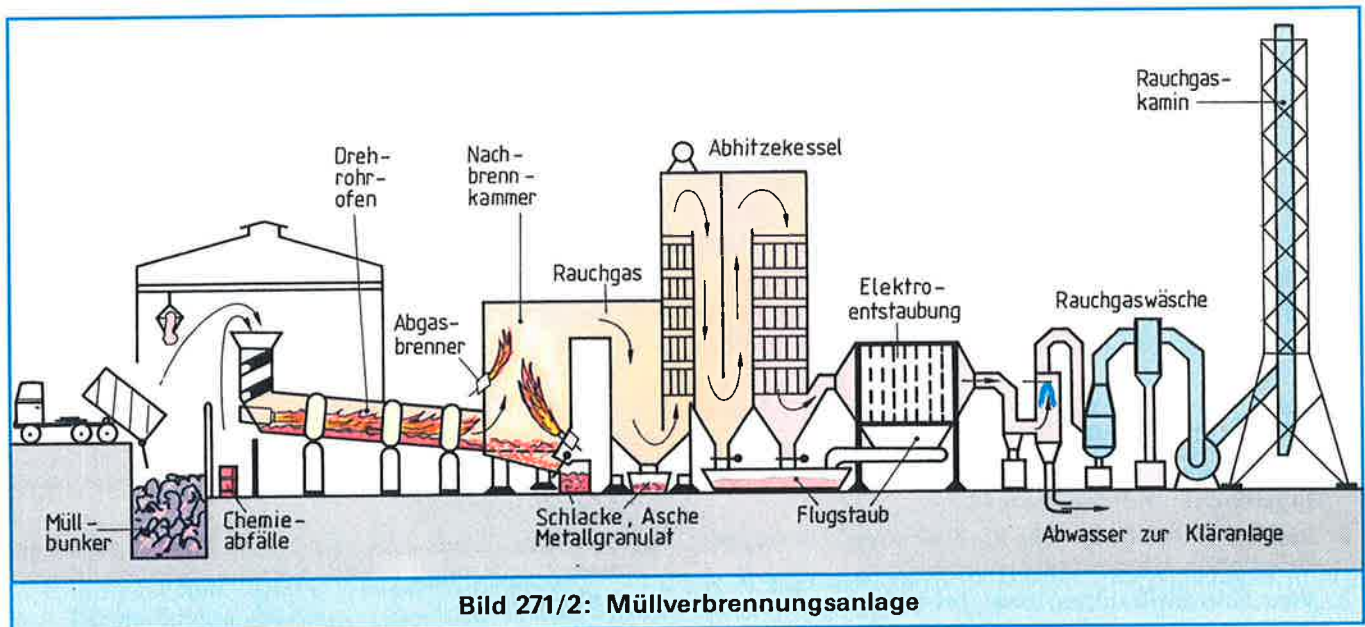 Rauchgas-
kamin
Abhitzekessel
Dreh-
rohr-
ofen
Nach-
brenn-
kammer
Rauchgas
Elektro-
entstaubung
Rauchgaswäsche
Abgas-
brenner
Müll-
bunker
Chemie-
abfälle
Schlacke, Asche
Metallgranulat
Flugstaub
Abwasser zur Kläranlage
Bild 271/2: Müllverbrennungsanlage